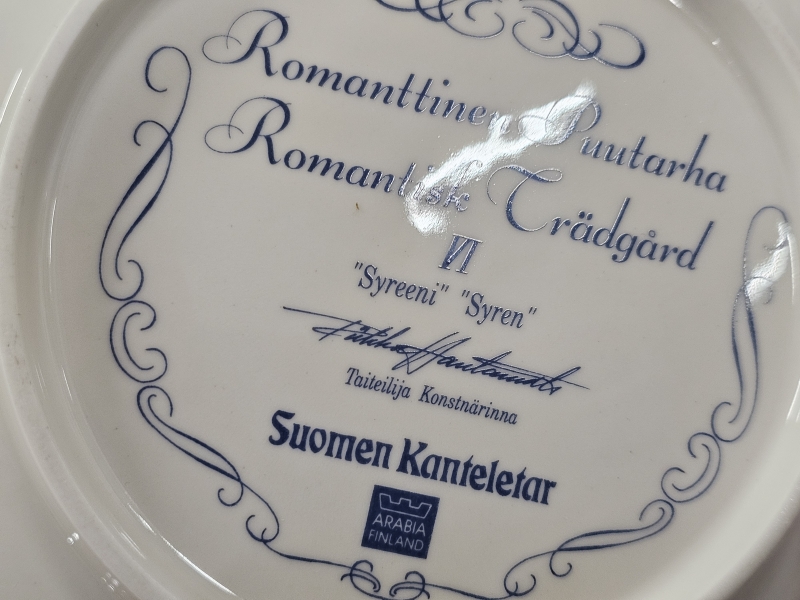 Romanttinen Puutarha
Romantisk Trädgård
VI
"Syreeni" "Syren"
Taiteilija Konstnärinna
Suomen Kanteletar
ARABIA
FINLAND